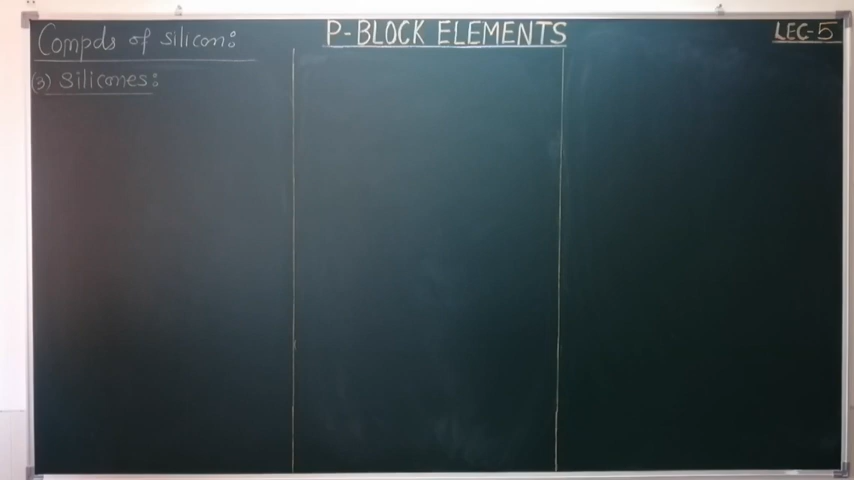 P-BLOCK ELEMENTS
LEC-5
Compds of silicon:
(3) Silicones: